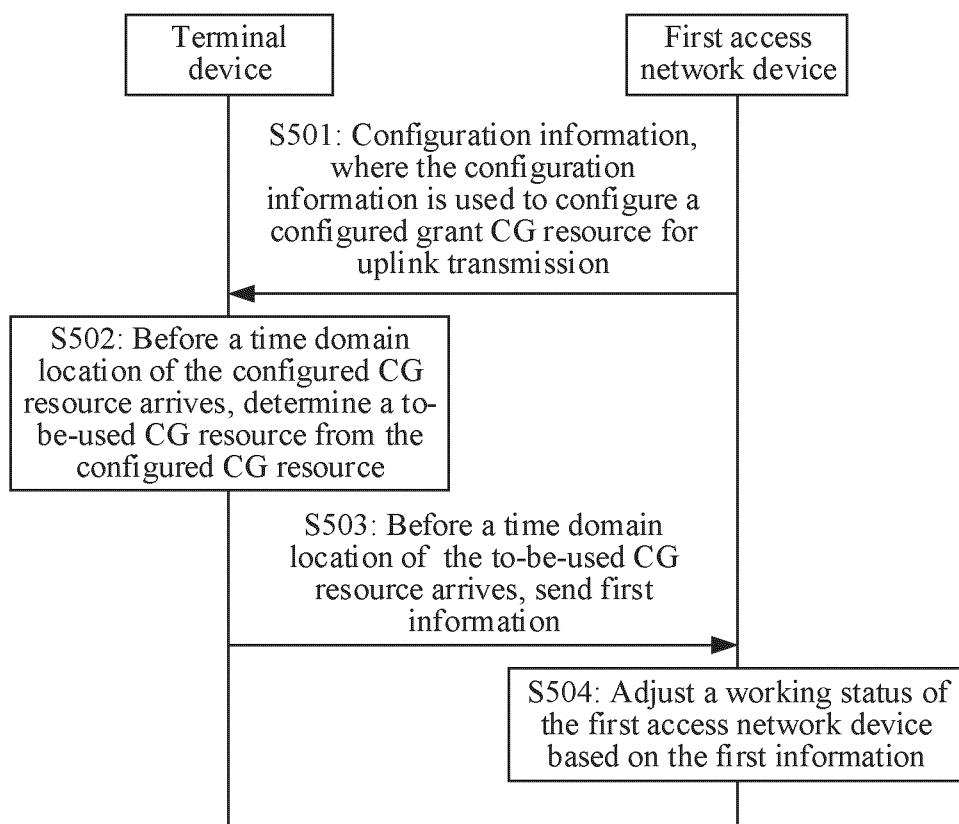 Terminal
device
First access
network device
S501: Configuration information,
where the configuration
information is used to configure a
configured grant CG resource for
uplink transmission
S502: Before a time domain
location of the configured CG
resource arrives, determine a to-
be-used CG resource from the
configured CG resource
S503: Before a time domain
location of the to-be-used CG
resource arrives, send first
information
S504: Adjust a working status of
the first access network device
based on the first information